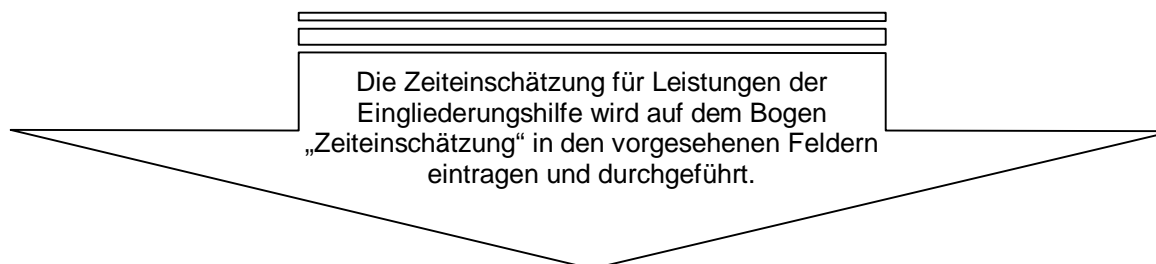 Die Zeiteinschätzung für Leistungen der
Eingliederungshilfe wird auf dem Bogen
„Zeiteinschätzung“ in den vorgesehenen Feldern
eintragen und durchgeführt.